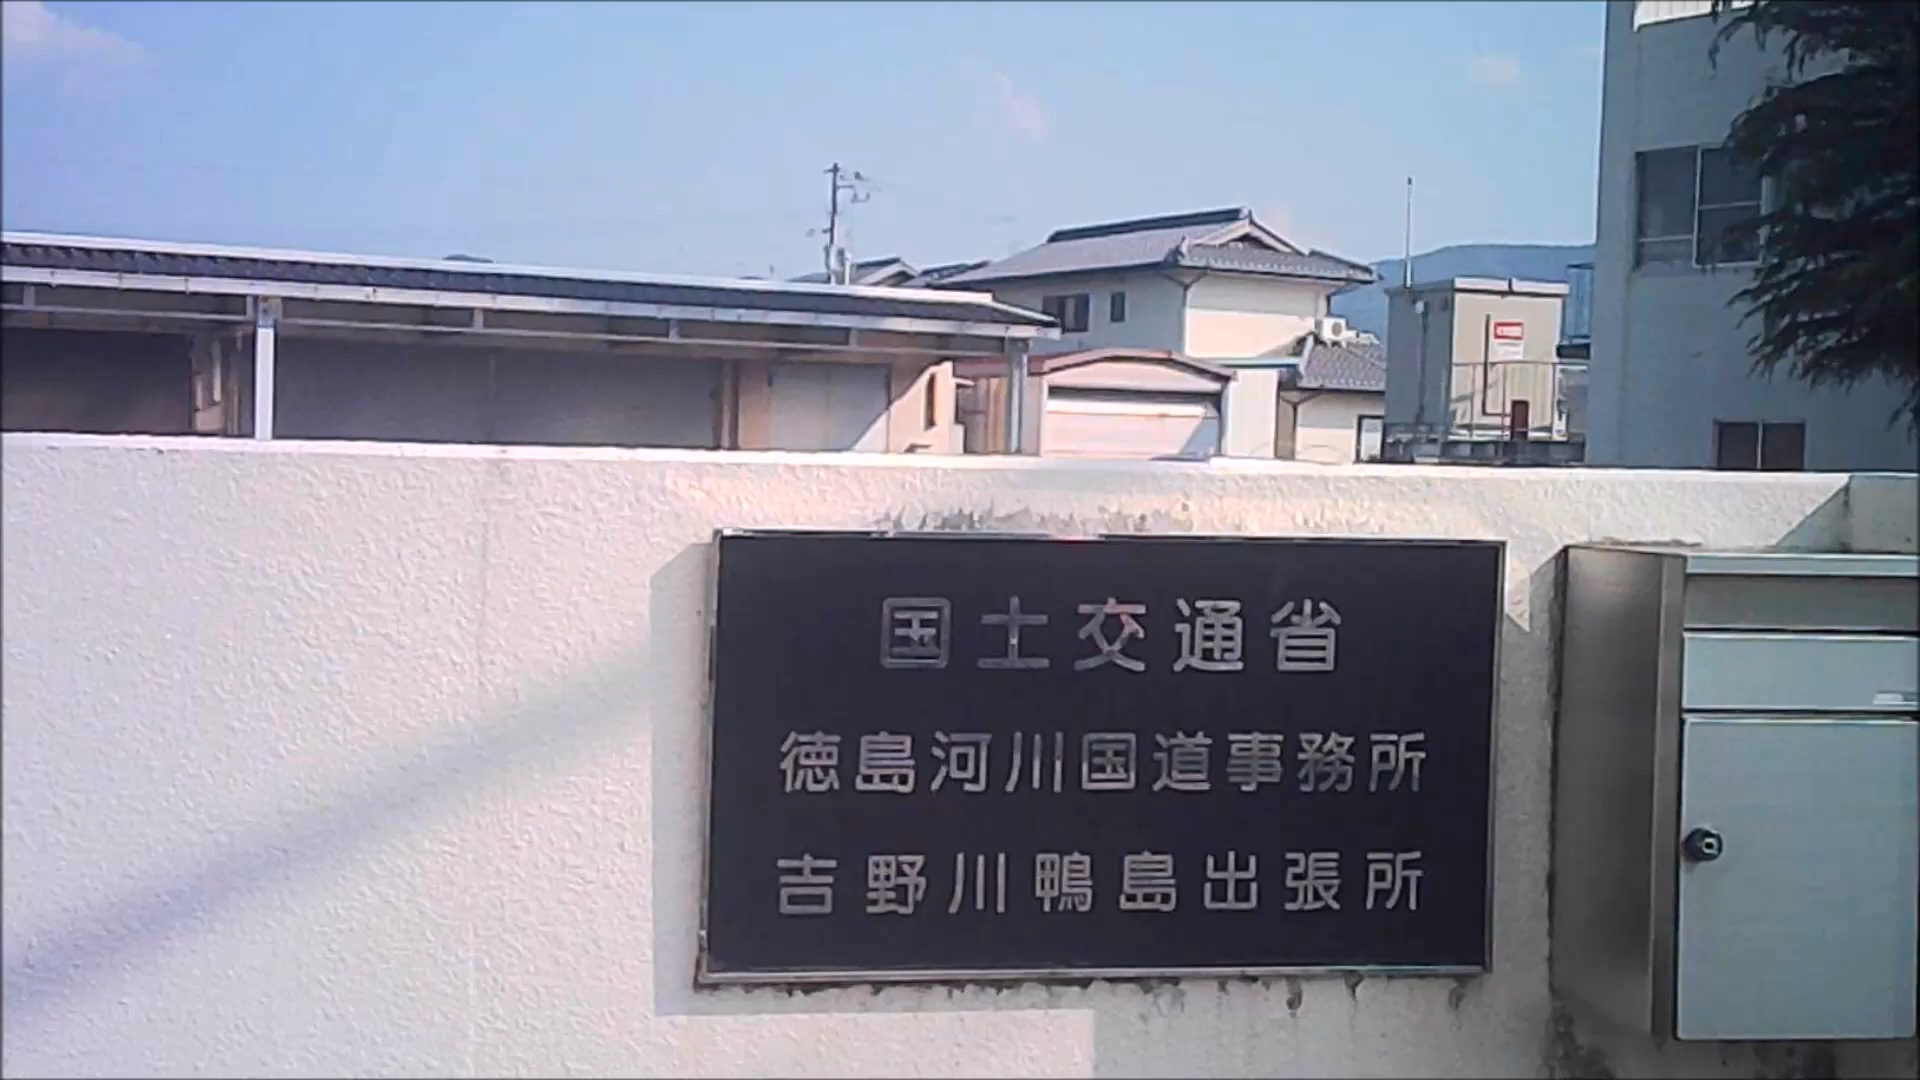 国土交通省
徳島河川国道事務所
吉野川鴨島出張所